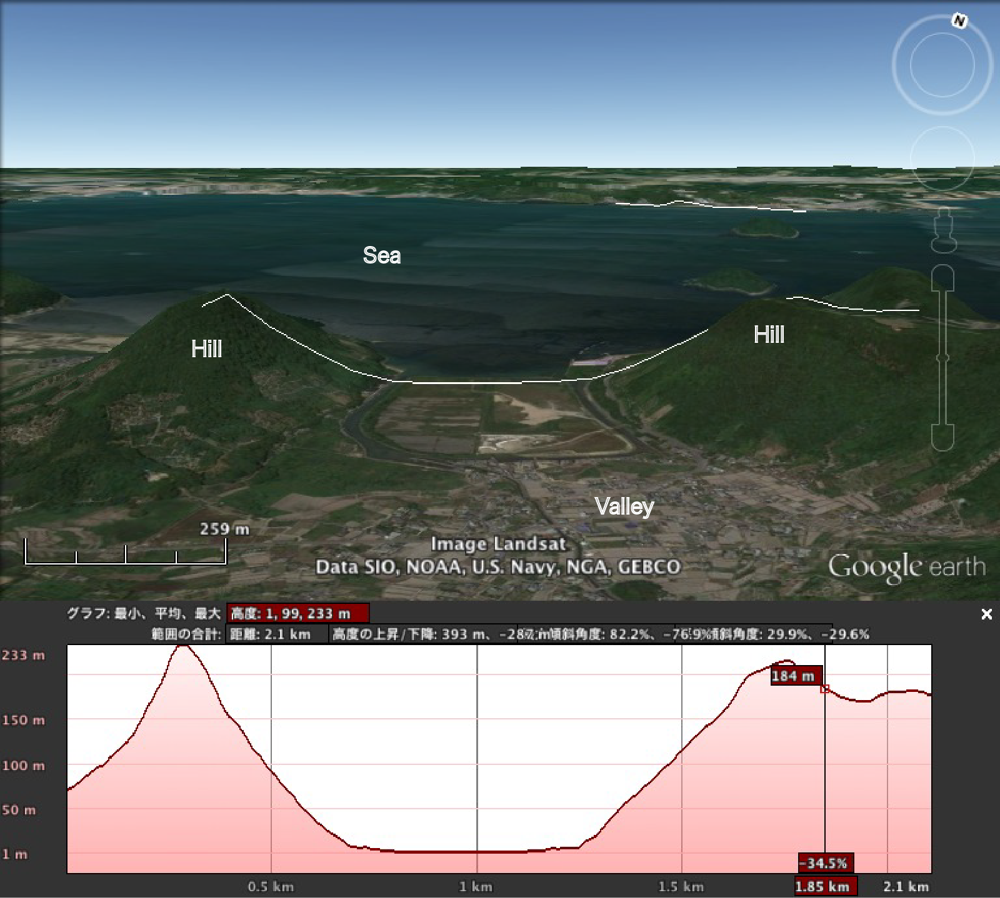 N
Sea
Hill
Hill
Valley
259 m
Image Landsat
Data SIO, NOAA, U.S. Navy, NGA, GEBCO
Google earth
グラフ: 最小、平均、最大 高度: 1, 99, 233 m
範囲の合計: 距離: 2.1 km 高度の上昇/下降: 393 m、-287 m 傾斜角度: 82.2%、-76.9% 傾斜角度: 29.9%、-29.6%
233 m
184 m
150 m
100 m
50 m
1 m
-34.5%
0.5 km 1 km 1.5 km 1.85 km 2.1 km